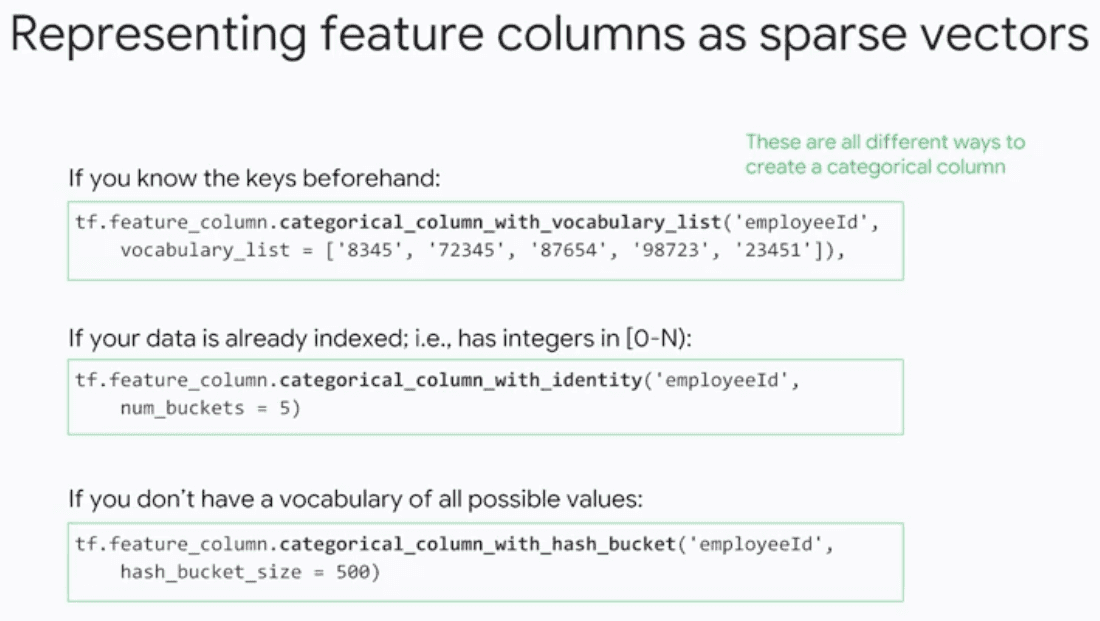 Representing feature columns as sparse vectors
These are all different ways to
create a categorical column
If you know the keys beforehand:
tf.feature_column.categorical_column_with_vocabulary_list('employeeId',
vocabulary_list = ['8345', '72345', '87654', '98723', '23451']),
If your data is already indexed; i.e., has integers in [0-N):
tf.feature_column.categorical_column_with_identity('employeeId',
num_buckets = 5)
If you don’t have a vocabulary of all possible values:
tf.feature_column.categorical_column_with_hash_bucket('employeeId',
hash_bucket_size = 500)